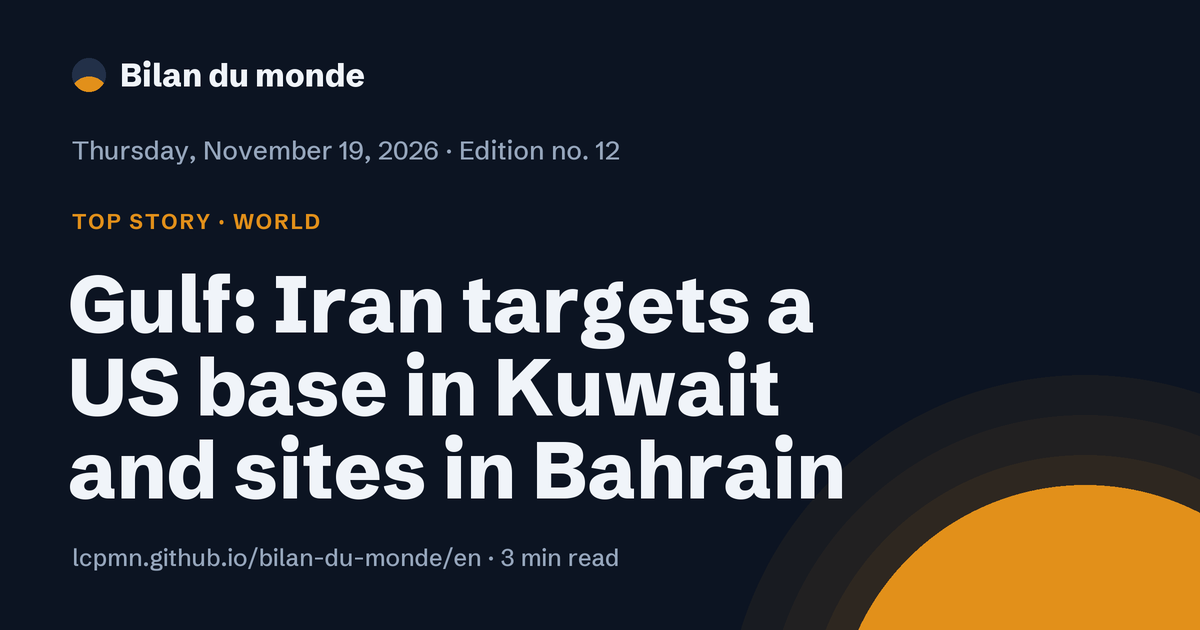 Bilan du monde
Thursday, November 19, 2026 · Edition no. 12
TOP STORY · WORLD
Gulf: Iran targets a
US base in Kuwait
and sites in Bahrain
lcpmn.github.io/bilan-du-monde/en · 3 min read